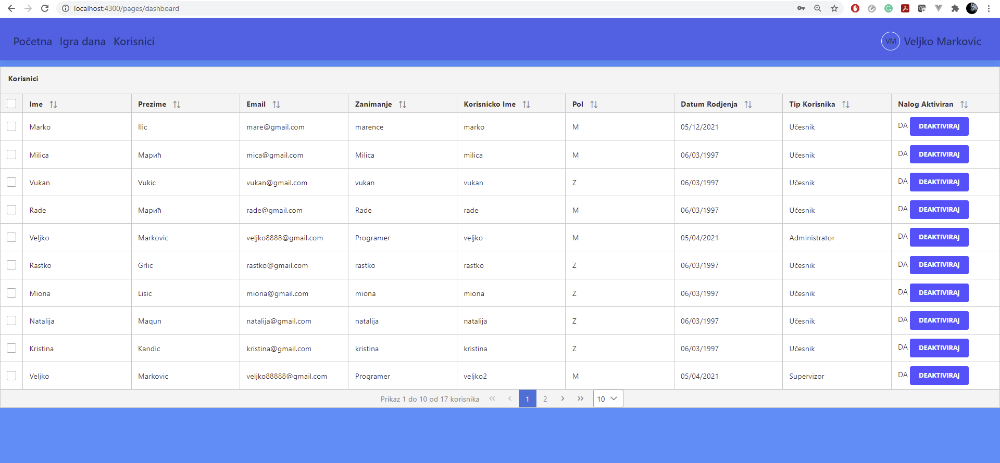 localhost:4300/pages/dashboard
Početna Igra dana Korisnici VM Veljko Markovic
Korisnici
Ime Prezime Email Zanimanje Korisnicko Ime Pol Datum Rodjenja Tip Korisnika Nalog Aktiviran
Marko Ilic mare@gmail.com marence marko M 05/12/2021 Učesnik DA DEAKTIVIRAJ
Milica Марић mica@gmail.com Milica milica M 06/03/1997 Učesnik DA DEAKTIVIRAJ
Vukan Vukic vukan@gmail.com vukan vukan Z 06/03/1997 Učesnik DA DEAKTIVIRAJ
Rade Марић rade@gmail.com Rade rade M 06/03/1997 Učesnik DA DEAKTIVIRAJ
Veljko Markovic veljko8888@gmail.com Programer veljko M 05/04/2021 Administrator DA DEAKTIVIRAJ
Rastko Grlic rastko@gmail.com rastko rastko Z 06/03/1997 Učesnik DA DEAKTIVIRAJ
Miona Lisic miona@gmail.com miona miona Z 06/03/1997 Učesnik DA DEAKTIVIRAJ
Natalija Maqun natalija@gmail.com natalija natalija Z 06/03/1997 Učesnik DA DEAKTIVIRAJ
Kristina Kandic kristina@gmail.com kristina kristina Z 06/03/1997 Učesnik DA DEAKTIVIRAJ
Veljko Markovic veljko88888@gmail.com Programer veljko2 M 05/04/2021 Supervizor DA DEAKTIVIRAJ
Prikaz 1 do 10 od 17 korisnika 1 2 10